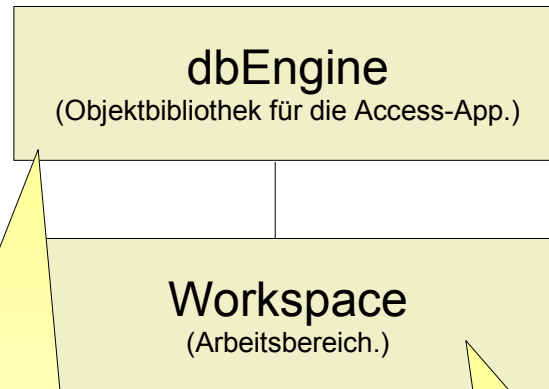 dbEngine
(Objektbibliothek für die Access-App.)
Workspace
(Arbeitsbereich.)